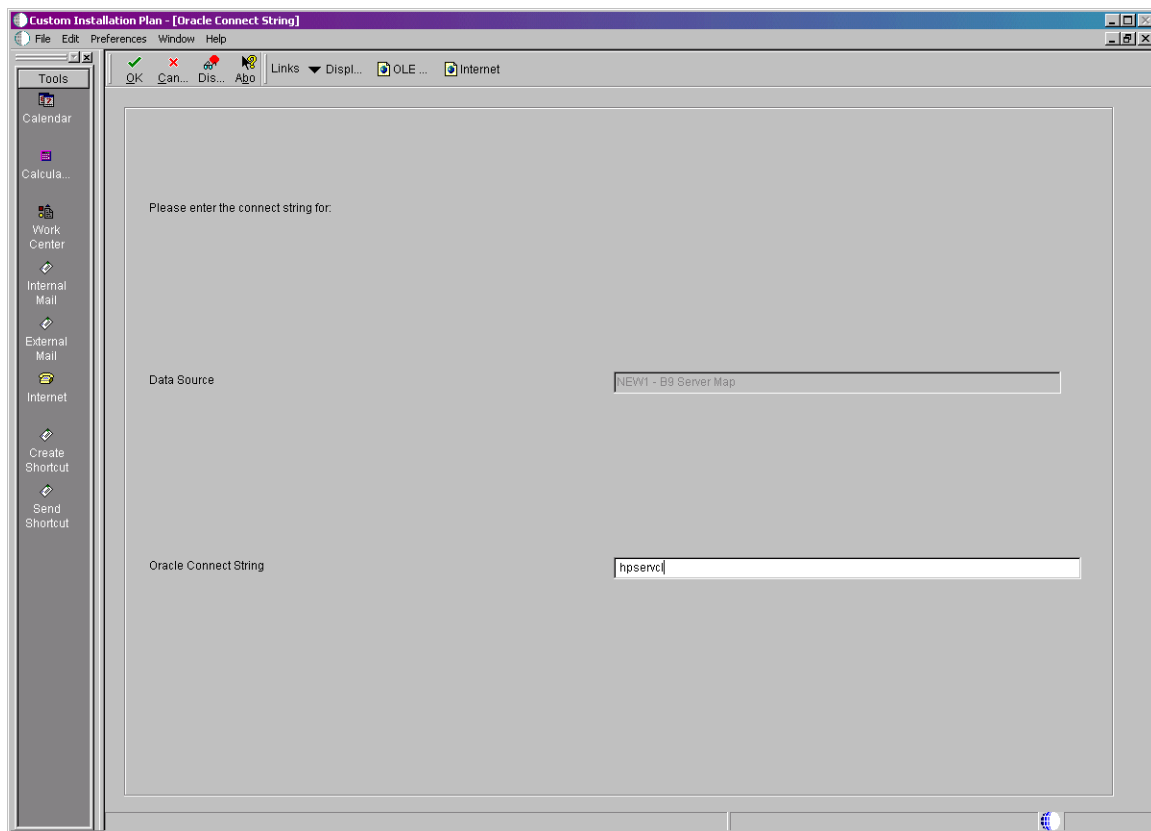 Custom Installation Plan - [Oracle Connect String]
File Edit Preferences Window Help
Tools
OK Can... Dis... Abo Links Displ... OLE ... Internet
Calendar
Calcula...
Work
Center
Internal
Mail
External
Mail
Internet
Create
Shortcut
Send
Shortcut
Please enter the connect string for:
Data Source
NEW1 - B9 Server Map
Oracle Connect String
hpservcl